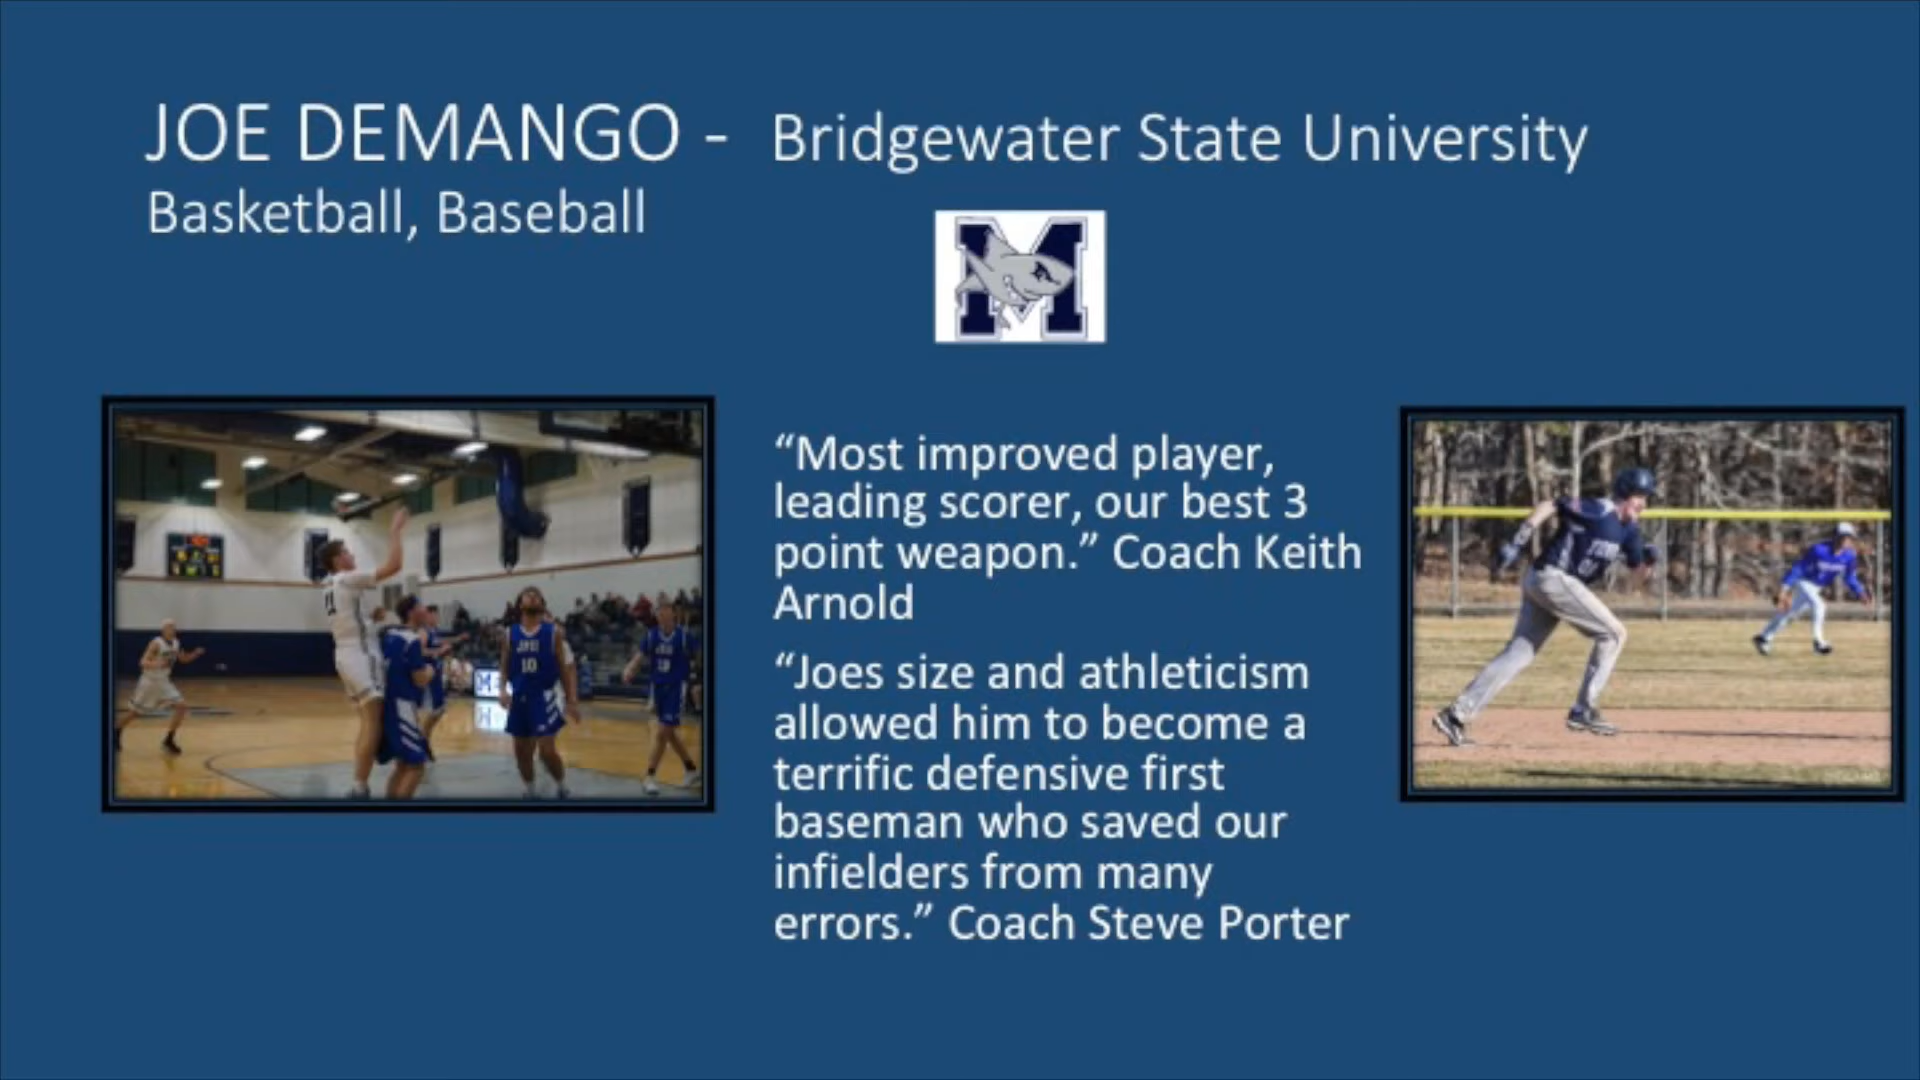 JOE DEMANGO - Bridgewater State University
Basketball, Baseball
M
“Most improved player,
leading scorer, our best 3
point weapon.” Coach Keith
Arnold
“Joes size and athleticism
allowed him to become a
terrific defensive first
baseman who saved our
infielders from many
errors.” Coach Steve Porter
10